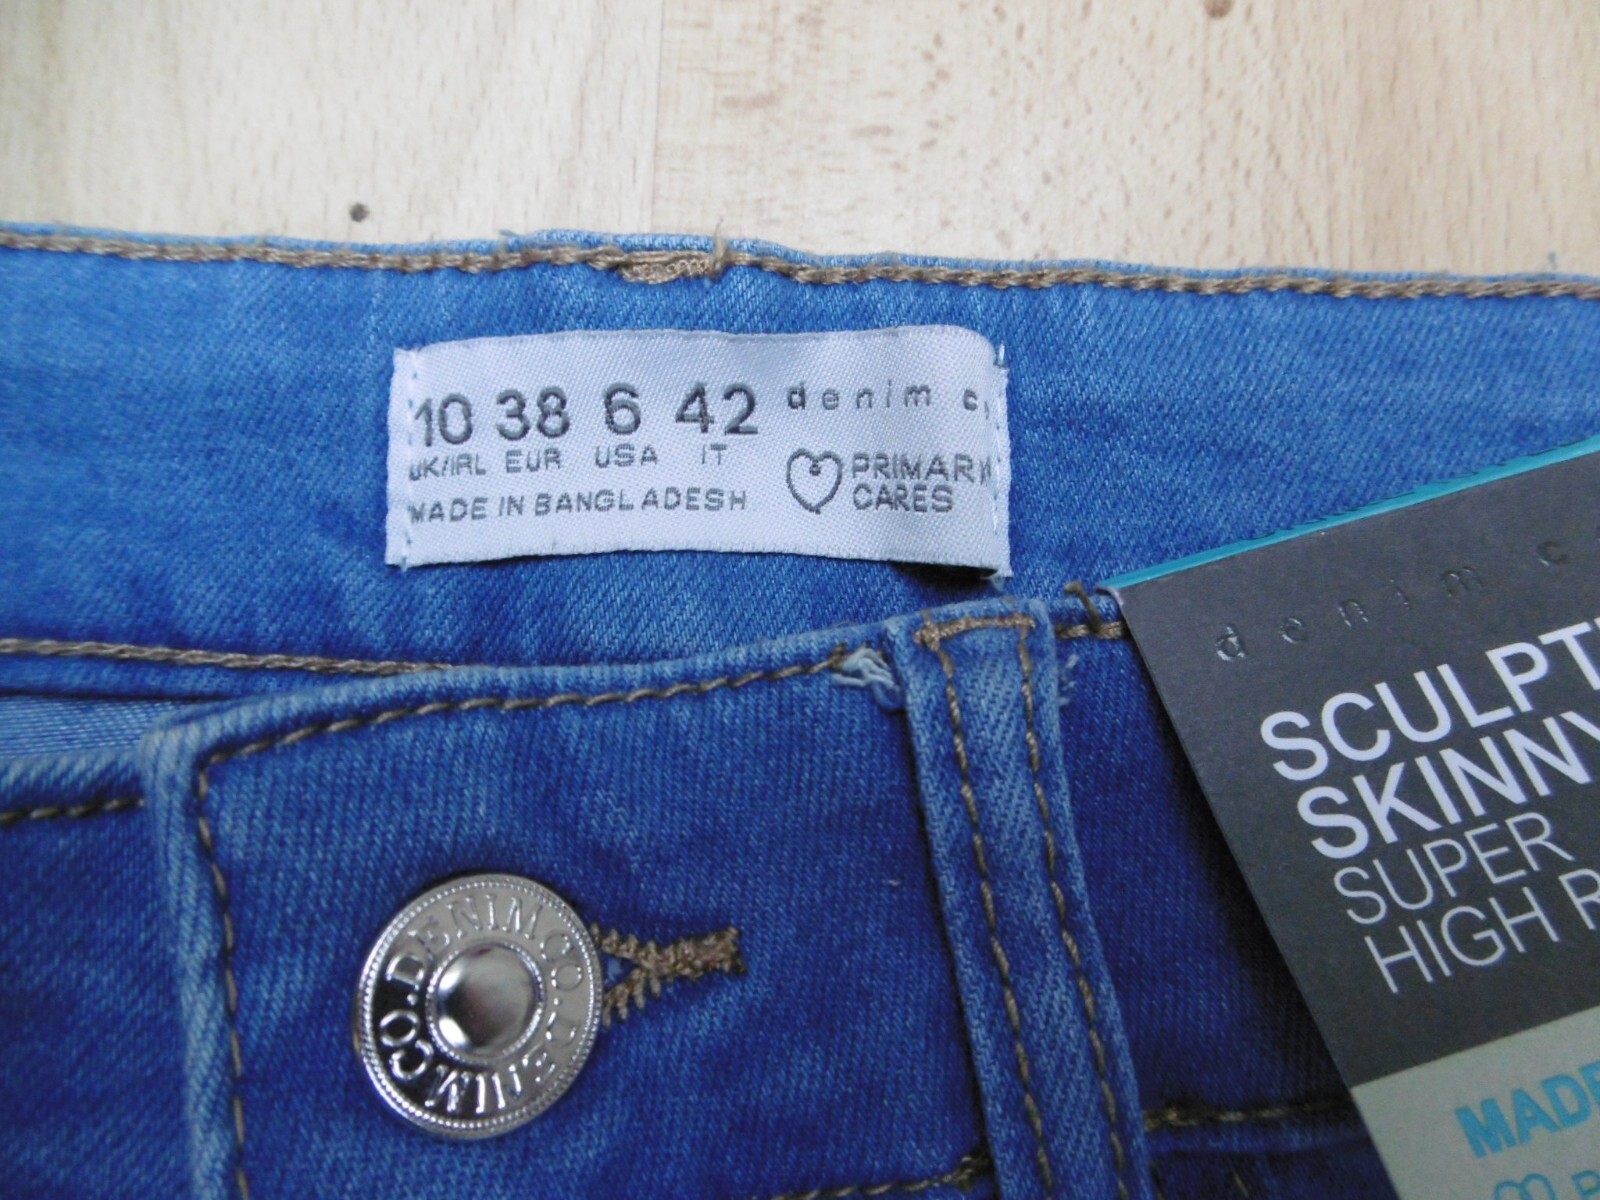 10 38 6 42
UK/IRL EUR USA IT
MADE IN BANGLADESH
denim c
PRIMARK
CARES
DENIM CO. DENIM CO.
denim c
SCULPT
SKINNY
SUPER
HIGH R
MADE